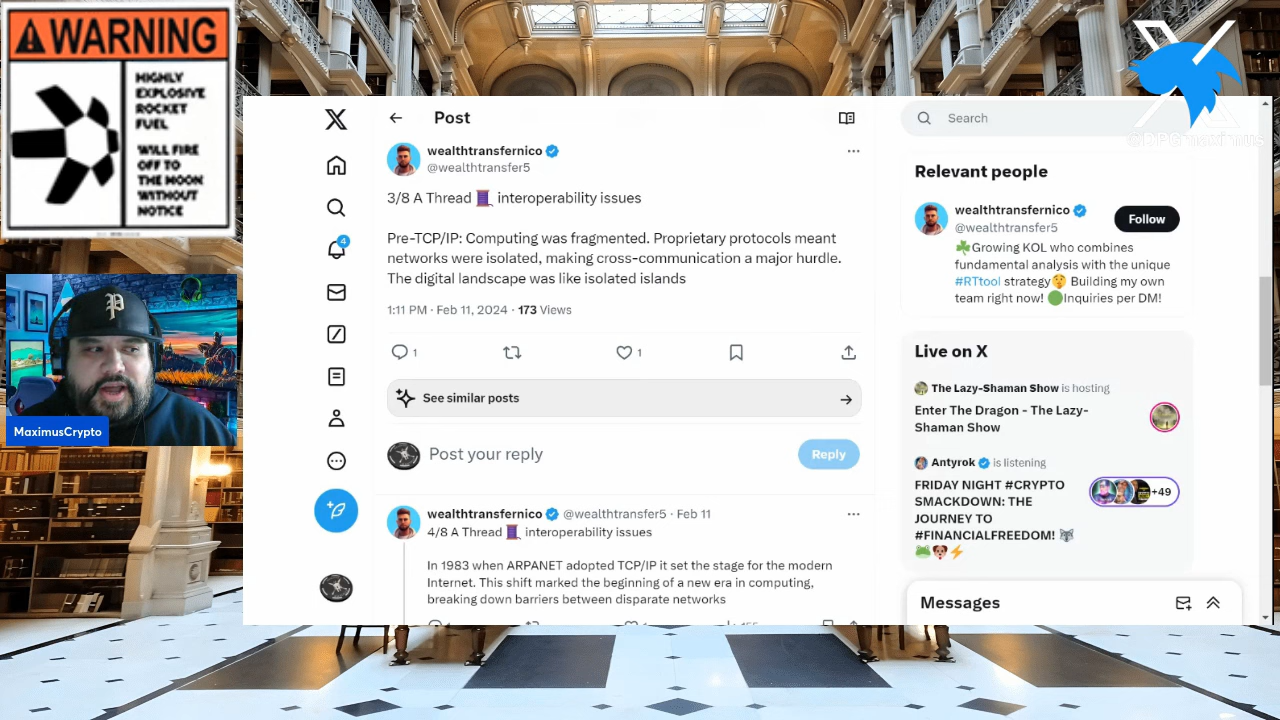 WARNING
HIGHLY
EXPLOSIVE
ROCKET
FUEL
WILL FIRE
OFF TO
THE MOON
WITHOUT
NOTICE
P
MaximusCrypto
Post
wealthtransfernico
@wealthtransfer5
3/8 A Thread 🧵 interoperability issues
Pre-TCP/IP: Computing was fragmented. Proprietary protocols meant
networks were isolated, making cross-communication a major hurdle.
The digital landscape was like isolated islands
1:11 PM · Feb 11, 2024 · 173 Views
1
1
See similar posts
Post your reply
Reply
wealthtransfernico @wealthtransfer5 · Feb 11
4/8 A Thread 🧵 interoperability issues
In 1983 when ARPANET adopted TCP/IP it set the stage for the modern
Internet. This shift marked the beginning of a new era in computing,
breaking down barriers between disparate networks
4
Search
Relevant people
wealthtransfernico
@wealthtransfer5
Follow
☘️Growing KOL who combines
fundamental analysis with the unique
#RTtool strategy🤫 Building my own
team right now! 🟢Inquiries per DM!
Live on X
The Lazy-Shaman Show is hosting
Enter The Dragon - The Lazy-
Shaman Show
Antyrok is listening
FRIDAY NIGHT #CRYPTO
SMACKDOWN: THE
JOURNEY TO
#FINANCIALFREEDOM! 🐺
🐸🐶⚡
+49
Messages